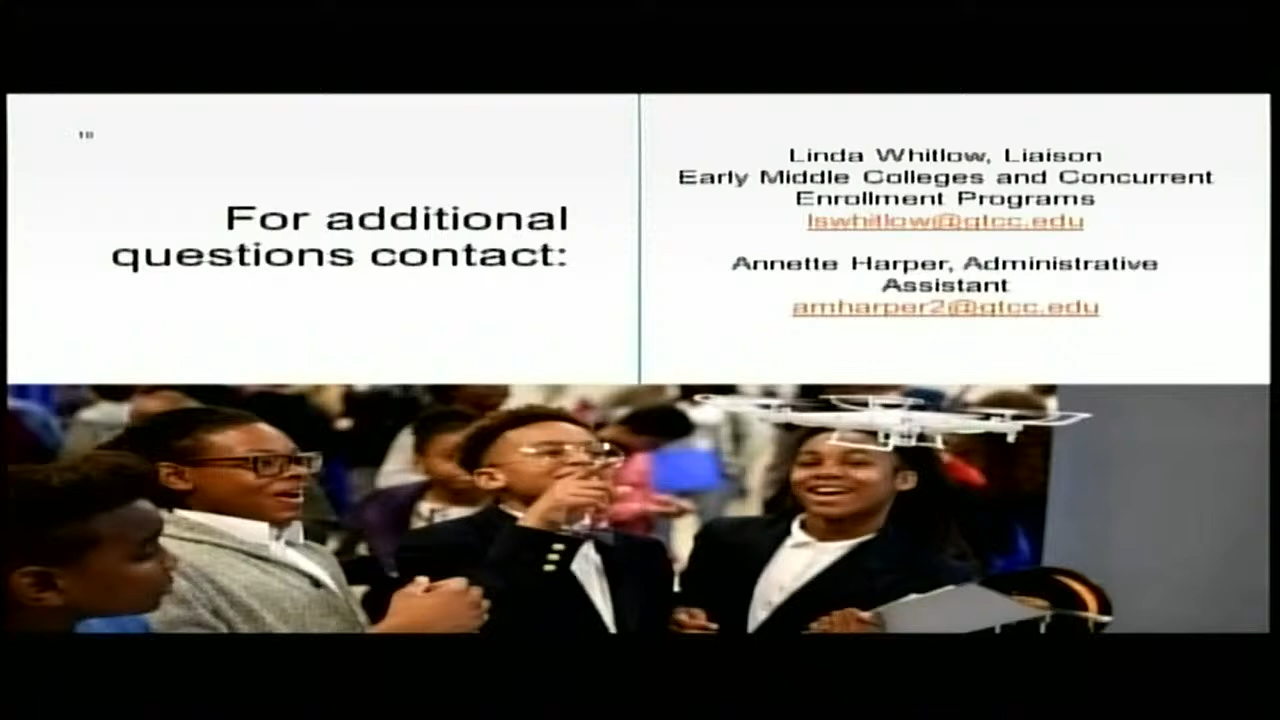 For additional
questions contact:
Linda Whitlow, Liaison
Early Middle Colleges and Concurrent
Enrollment Programs
lswhitlow@gtcc.edu
Annette Harper, Administrative
Assistant
amharper2@gtcc.edu